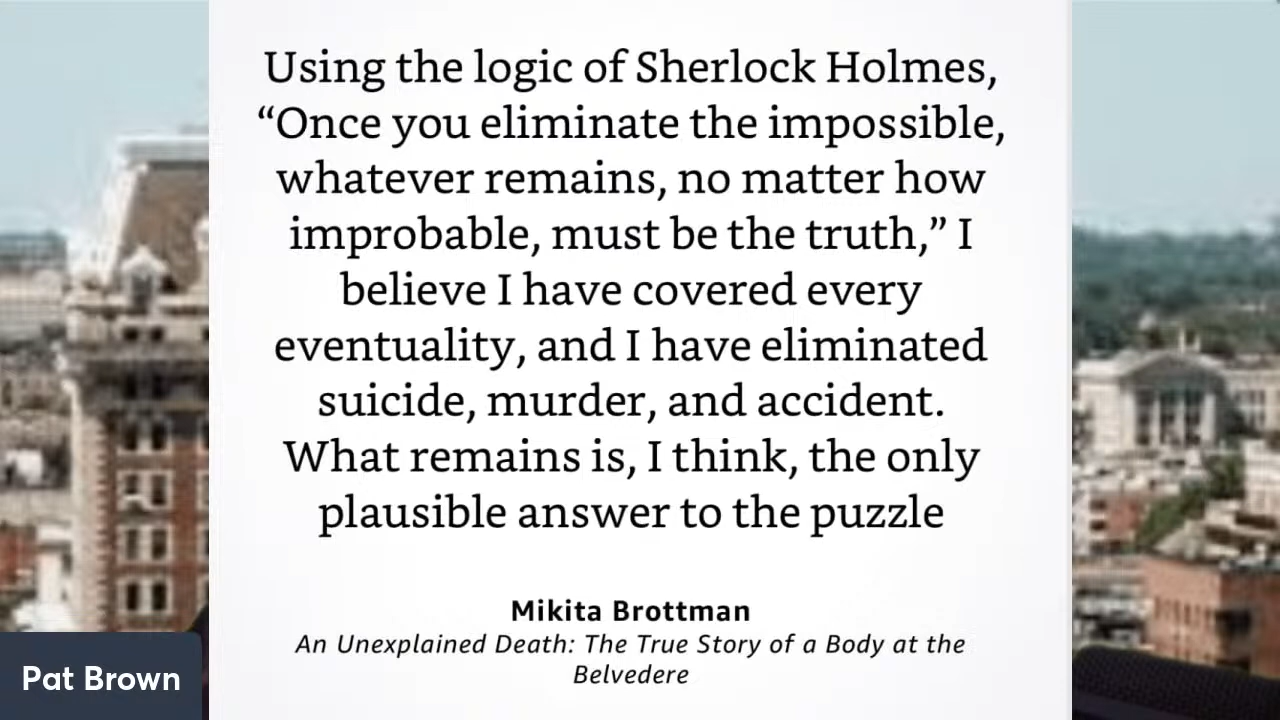 Using the logic of Sherlock Holmes,
“Once you eliminate the impossible,
whatever remains, no matter how
improbable, must be the truth,” I
believe I have covered every
eventuality, and I have eliminated
suicide, murder, and accident.
What remains is, I think, the only
plausible answer to the puzzle
Mikita Brottman
An Unexplained Death: The True Story of a Body at the
Belvedere
Pat Brown